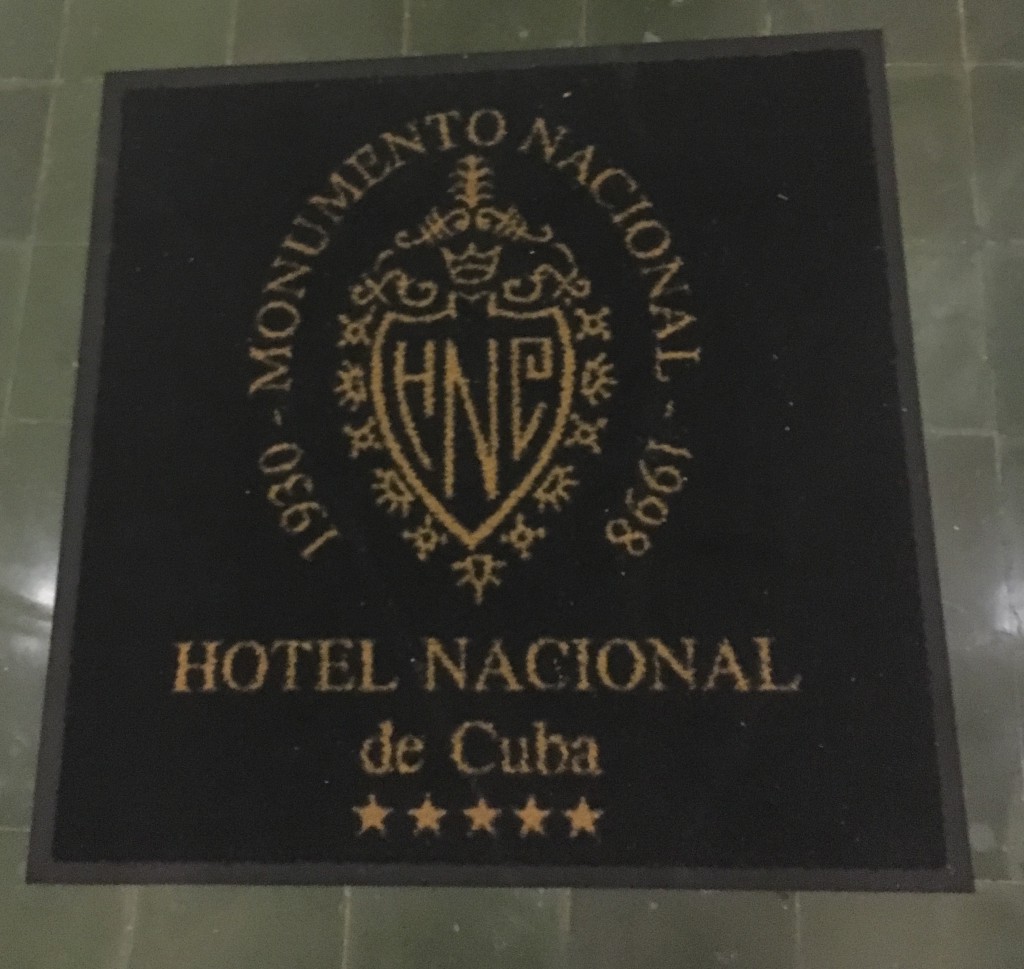 1930 - MONUMENTO NACIONAL - 1998
HNC
HOTEL NACIONAL
de Cuba